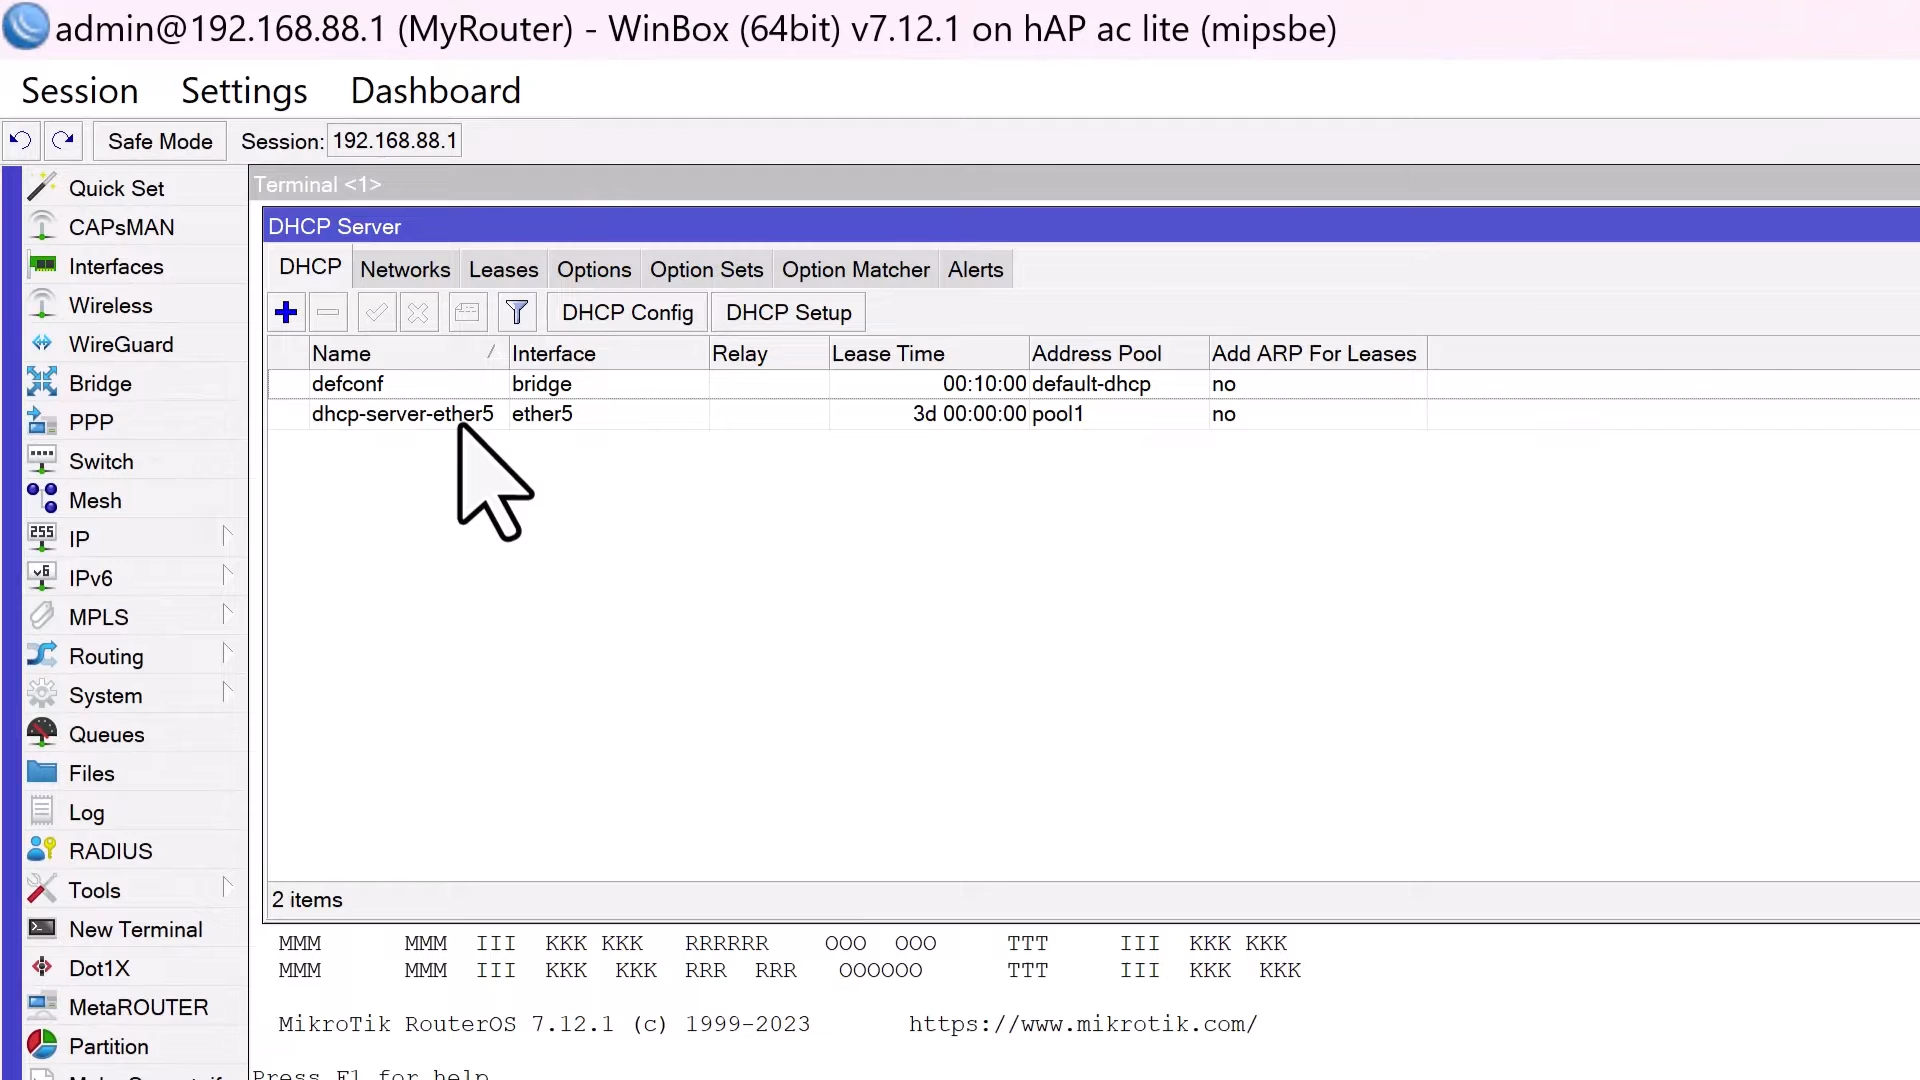 admin@192.168.88.1 (MyRouter) - WinBox (64bit) v7.12.1 on hAP ac lite (mipsbe)
Session Settings Dashboard
Safe Mode Session: 192.168.88.1
Quick Set
CAPsMAN
Interfaces
Wireless
WireGuard
Bridge
PPP
Switch
Mesh
255 IP
v6 IPv6
MPLS
Routing
System
Queues
Files
Log
RADIUS
Tools
New Terminal
Dot1X
MetaROUTER
Partition
Terminal <1>
DHCP Server
DHCP Networks Leases Options Option Sets Option Matcher Alerts
DHCP Config DHCP Setup
Name / Interface Relay Lease Time Address Pool Add ARP For Leases
defconf bridge 00:10:00 default-dhcp no
dhcp-server-ether5 ether5 3d 00:00:00 pool1 no
2 items
MMM MMM III KKK KKK RRRRRR OOO OOO TTT III KKK KKK
MMM MMM III KKK KKK RRR RRR OOOOOO TTT III KKK KKK
MikroTik RouterOS 7.12.1 (c) 1999-2023 https://www.mikrotik.com/
Press F1 for help